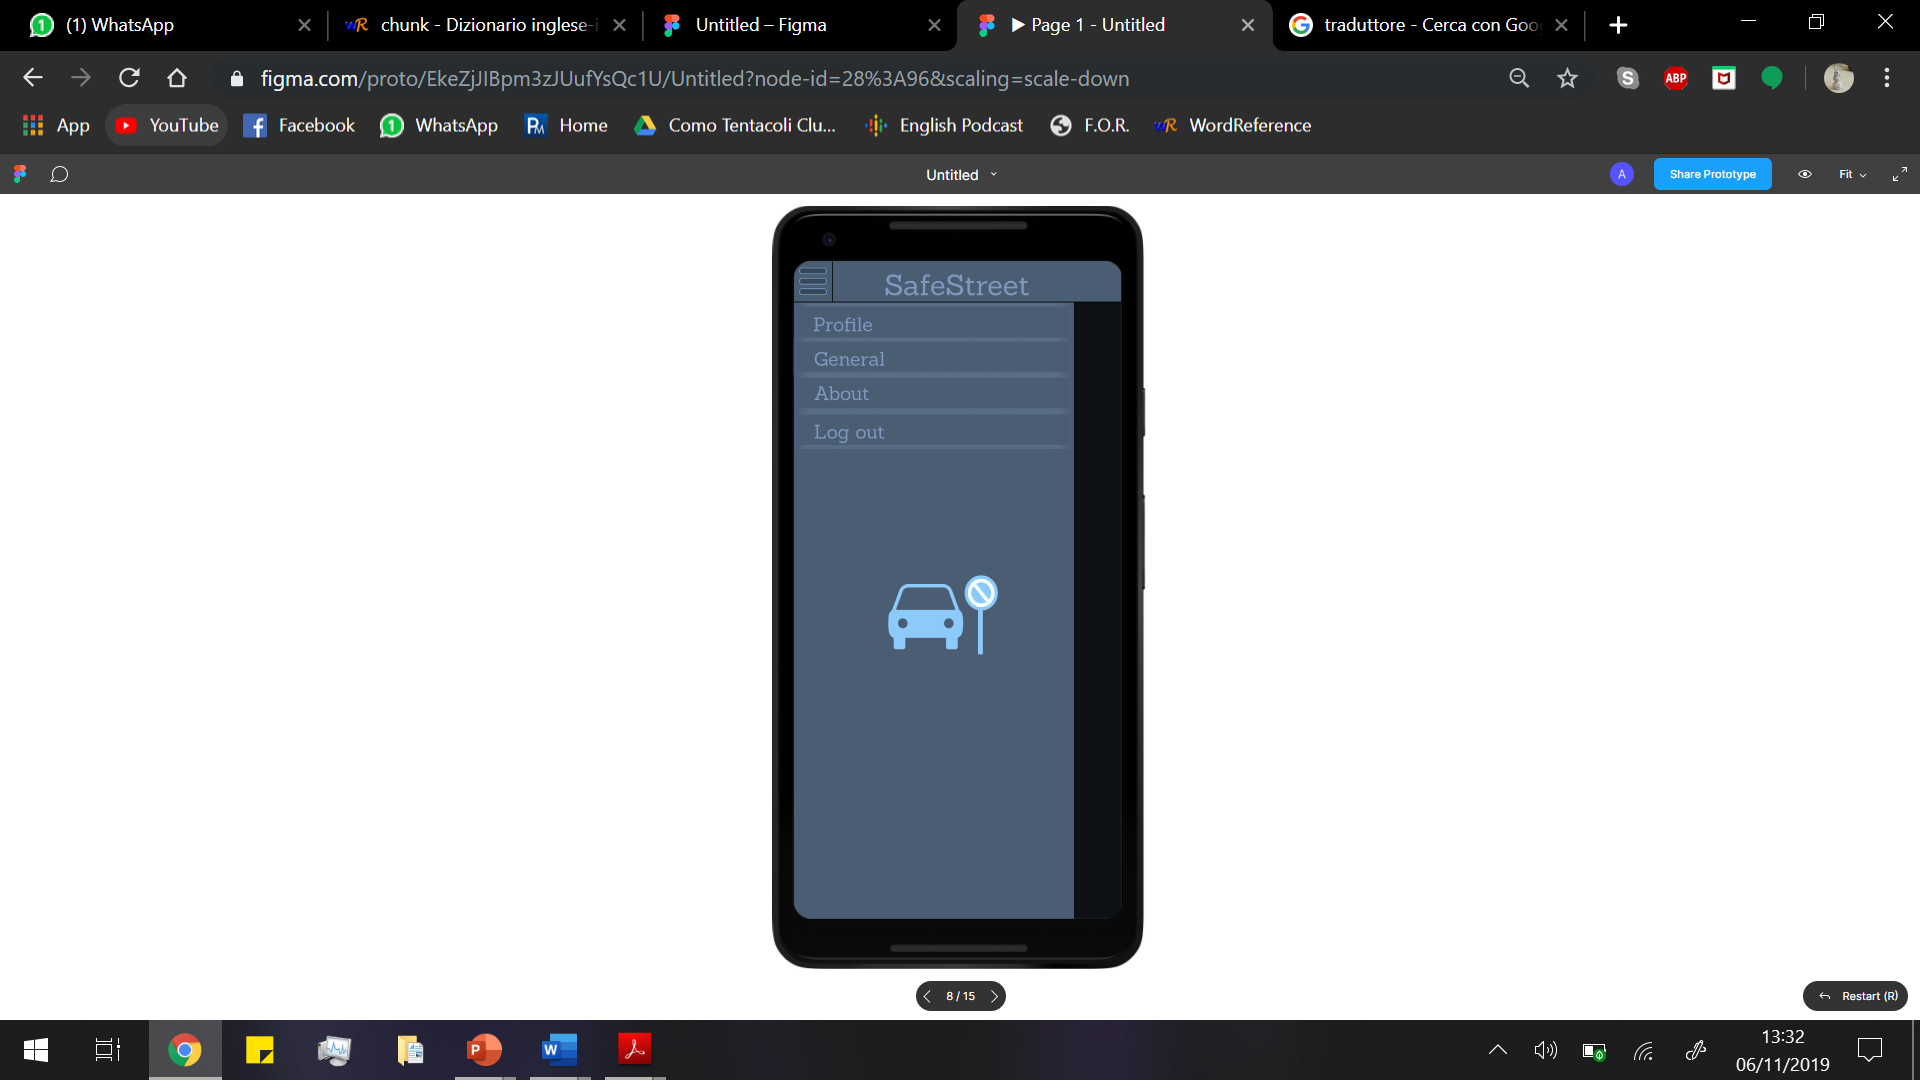 (1) WhatsApp
chunk - Dizionario inglese-i
Untitled – Figma
▶ Page 1 - Untitled
traduttore - Cerca con Goo
figma.com/proto/EkeZjJIBpm3zJUufYsQc1U/Untitled?node-id=28%3A96&scaling=scale-down
ABP
App
YouTube
Facebook
WhatsApp
Home
Como Tentacoli Clu...
English Podcast
F.O.R.
WordReference
Untitled
A
Share Prototype
Fit
SafeStreet
Profile
General
About
Log out
8 / 15
Restart (R)
13:32
06/11/2019